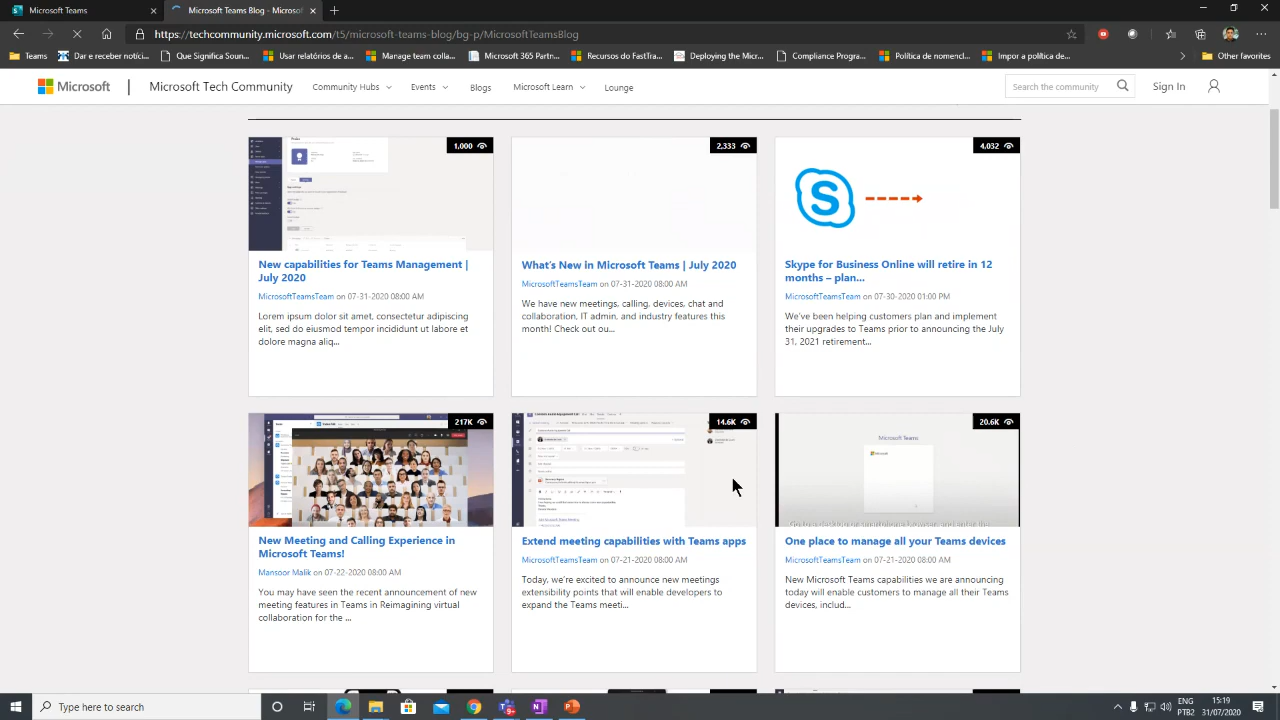 Microsoft Teams
Microsoft Teams Blog - Microsof
https://techcommunity.microsoft.com/t5/microsoft-teams-blog/bg-p/MicrosoftTeamsBlog
Teams
Dare receber notici...
Que Significa Soun...
Utilizar relatórios de a...
Manage team colla...
Microsoft 365 Partn...
Recursos do FastTra...
Deploying the Micr...
Compliance Progra...
Política de nomencl...
Impor a política de...
Other favorites
Microsoft
Microsoft Tech Community
Community Hubs
Events
Blogs
Microsoft Learn
Lounge
Search the community
Sign In
1,000
2,333
4,032
New capabilities for Teams Management |
July 2020
MicrosoftTeamsTeam on 07-31-2020 08:00 AM
Lorem ipsum dolor sit amet, consectetur adipiscing
elit, sed do eiusmod tempor incididunt ut labore et
dolore magna aliq...
What's New in Microsoft Teams | July 2020
MicrosoftTeamsTeam on 07-31-2020 08:00 AM
We have new meetings, calling, devices, chat and
collaboration, IT admin, and industry features this
month! Check out ou...
Skype for Business Online will retire in 12
months – plan...
MicrosoftTeamsTeam on 07-30-2020 01:00 PM
We've been helping customers plan and implement
their upgrades to Teams prior to announcing the July
31, 2021 retirement...
217K
14.6K
20.6K
Microsoft Teams
New Meeting and Calling Experience in
Microsoft Teams!
Mansoor Malik on 07-22-2020 08:00 AM
You may have seen the recent announcement of new
meeting features in Teams in Reimagining virtual
collaboration for the ...
Extend meeting capabilities with Teams apps
MicrosoftTeamsTeam on 07-21-2020 08:00 AM
Today, we're excited to announce new meetings
extensibility points that will enable developers to
expand the Teams meeti...
One place to manage all your Teams devices
MicrosoftTeamsTeam on 07-21-2020 08:00 AM
New Microsoft Teams capabilities we are announcing
today will enable customers to manage all their Teams
devices, includ...
Type here to search
ENG
PTBO
15:19
31/07/2020